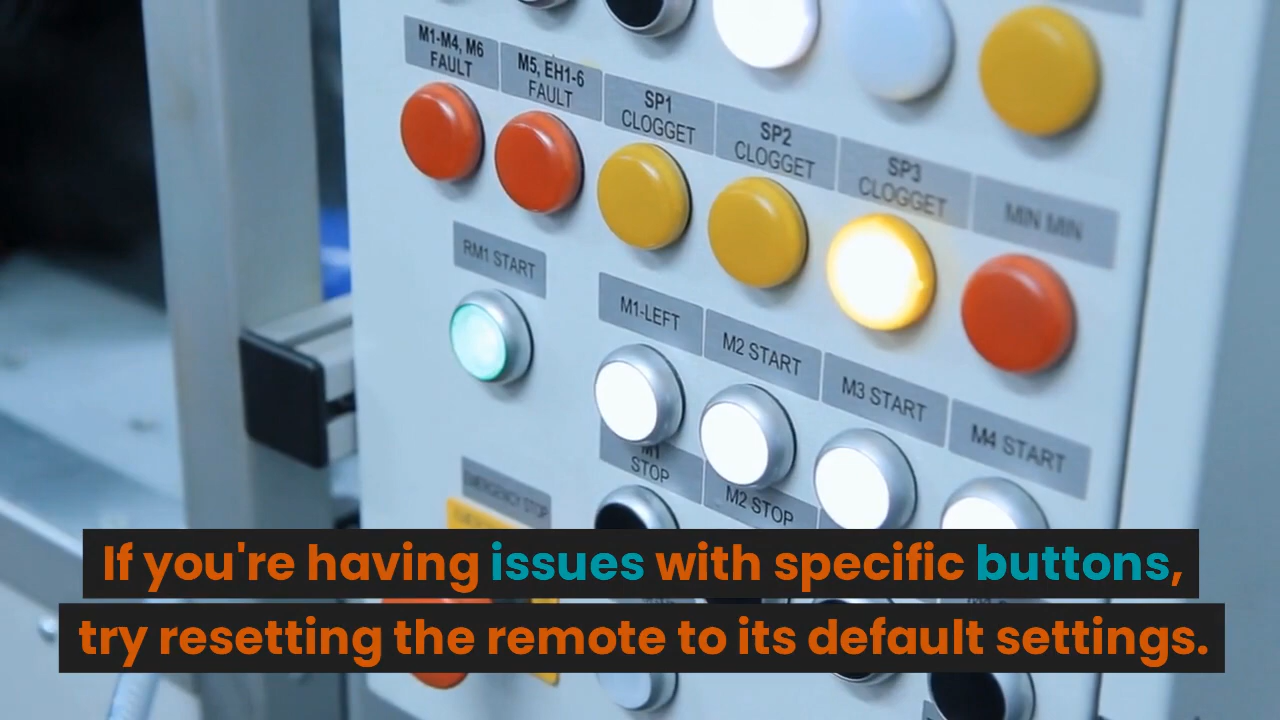 M1-M4, M6
FAULT
M5, EH1-6
FAULT
SP1
CLOGGET
SP2
CLOGGET
SP3
CLOGGET
MIN MIN
RM1 START
M1-LEFT
M2 START
M3 START
M4 START
M1
STOP
M2 STOP
EMERGENCY STOP
If you're having issues with specific buttons,
try resetting the remote to its default settings.